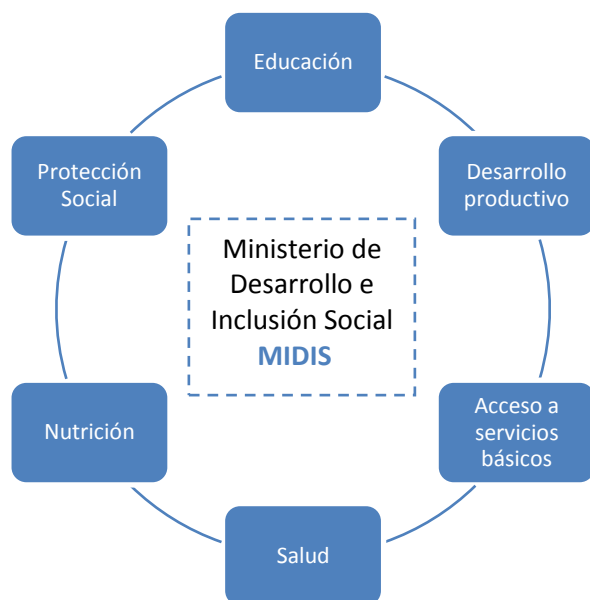 Educación
Protección
Social
Desarrollo
productivo
Ministerio de
Desarrollo e
Inclusión Social
MIDIS
Nutrición
Acceso a
servicios
básicos
Salud